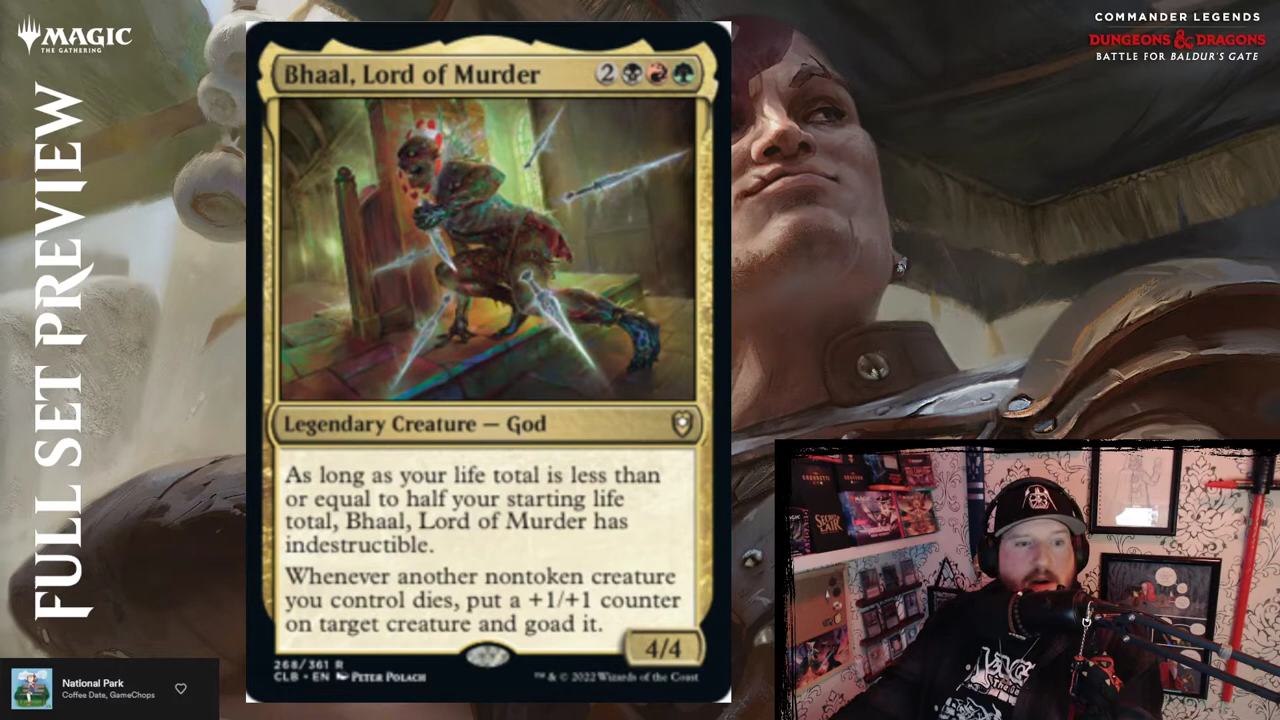 MAGIC
THE GATHERING
FULL SET PREVIEW
COMMANDER LEGENDS
DUNGEONS & DRAGONS
BATTLE FOR BALDUR'S GATE
Bhaal, Lord of Murder 2
Legendary Creature — God
As long as your life total is less than
or equal to half your starting life
total, Bhaal, Lord of Murder has
indestructible.
Whenever another nontoken creature
you control dies, put a +1/+1 counter
on target creature and goad it.
4/4
268/361 R
CLB • EN PETER POLACH
™ & © 2022 Wizards of the Coast
National Park
Coffee Date, GameChops
SECRET
LAIR